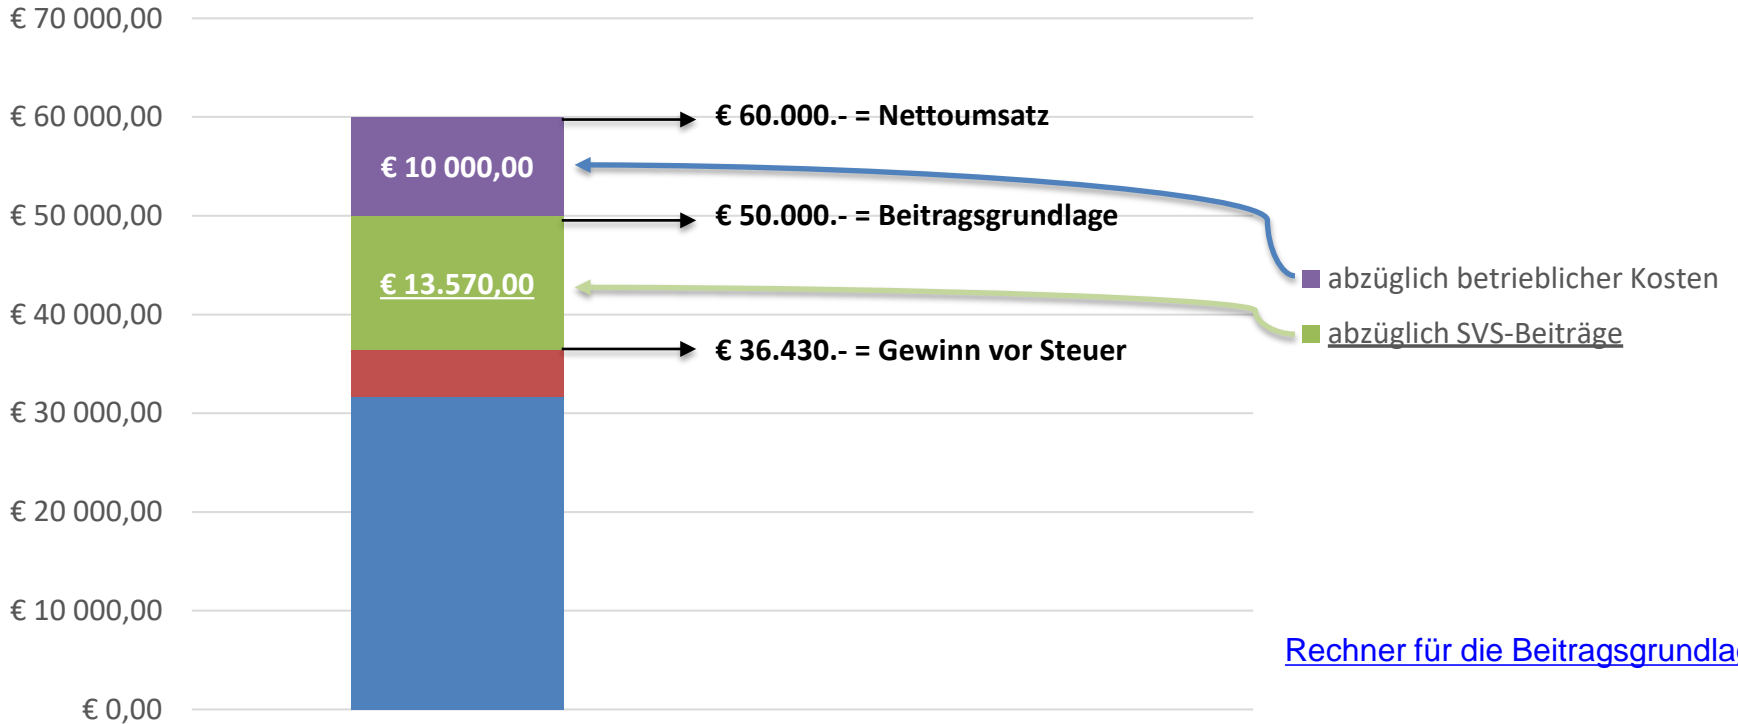 € 70 000,00
€ 60 000,00
€ 50 000,00
€ 40 000,00
€ 30 000,00
€ 20 000,00
€ 10 000,00
€ 0,00
€ 10 000,00
€ 13.570,00
€ 60.000.- = Nettoumsatz
€ 50.000.- = Beitragsgrundlage
€ 36.430.- = Gewinn vor Steuer
abzüglich betrieblicher Kosten
abzüglich SVS-Beiträge
Rechner für die